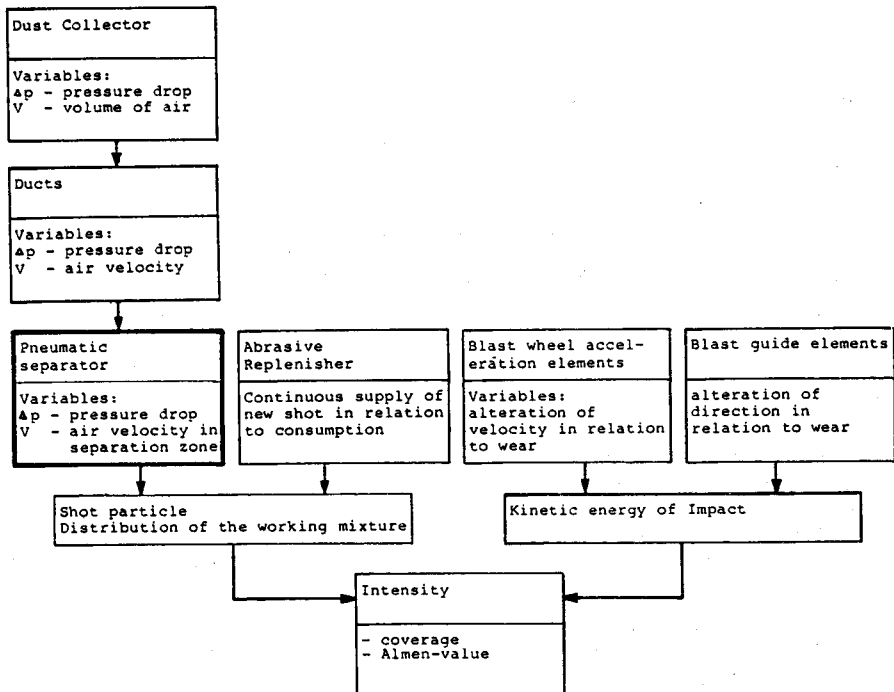 Dust Collector
Variables:
Δp - pressure drop
V - volume of air
Ducts
Variables:
Δp - pressure drop
V - air velocity
Pneumatic
separator
Variables:
Δp - pressure drop
V - air velocity in
separation zone
Abrasive
Replenisher
Continuous supply of
new shot in relation
to consumption
Blast wheel accel-
eration elements
Variables:
alteration of
velocity in relation
to wear
Blast guide elements
alteration of
direction in
relation to wear
Shot particle
Distribution of the working mixture
Kinetic energy of Impact
Intensity
- coverage
- Almen-value